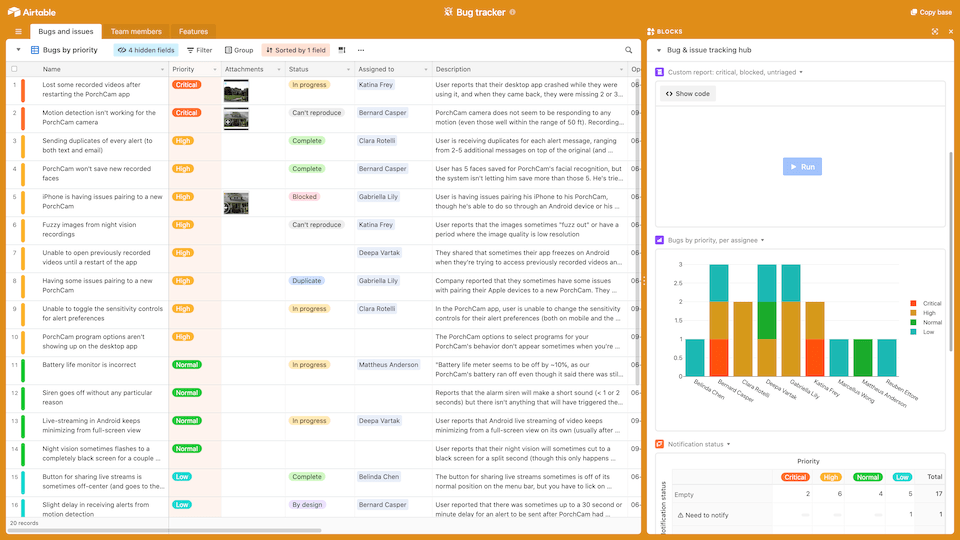 Airtable
Bug tracker
Copy base
Bugs and issues
Team members
Features
BLOCKS
Bugs by priority
4 hidden fields
Filter
Group
Sorted by 1 field
Name
Priority
Attachments
Status
Assigned to
Description
Op
1
Lost some recorded videos after
restarting the PorchCam app
Critical
In progress
Katina Frey
User reports that their desktop app crashed while they were
using it, and when they came back, they were missing 2 or 3...
06-
2
Motion detection isn't working for the
PorchCam camera
Critical
Can't reproduce
Bernard Casper
PorchCam camera does not seem to be responding to any
motion (even those well within the range of 50 ft). Recording...
09-
3
Sending duplicates of every alert (to
both text and email)
High
Complete
Clara Rotelli
User is receiving duplicates for each alert message, ranging
from 2-5 additional messages on top of the original (and ...
06-
4
PorchCam won't save new recorded
faces
High
Complete
Bernard Casper
User has 5 faces saved for PorchCam's facial recognition, but
the system isn't letting him save more than those 5. He's trie...
06-
5
iPhone is having issues pairing to a new
PorchCam
High
Blocked
Gabriella Lily
User is having issues pairing his iPhone to his PorchCam,
though he's able to do so through an Android device or his ...
6
Fuzzy images from night vision
recordings
High
Can't reproduce
Katina Frey
User reports that the images sometimes "fuzz out" or have a
period where the image quality is low resolution
7
Unable to open previously recorded
videos until a restart of the app
High
Deepa Vartak
They shared that sometimes their app freezes on Android
when they're trying to access previously recorded videos an...
8
Having some issues pairing to a new
PorchCam
High
Duplicate
Gabriella Lily
Company reported that they sometimes have some issues
with pairing their Apple devices to a new PorchCam. They ...
9
Unable to toggle the sensitivity controls
for alert preferences
High
In progress
Clara Rotelli
In the PorchCam app, user is unable to change the sensitivity
controls for their alert preferences (both on mobile and the ...
10
PorchCam program options aren't
showing up on the desktop app
High
The PorchCam options to select programs for your
PorchCam's behavior don't appear sometimes when you're ...
11
Battery life monitor is incorrect
Normal
In progress
Mattheus Anderson
"Battery life meter seems to be off by ~10%, as our
PorchCam's battery ran off even though it said there was still...
12
Siren goes off without any particular
reason
Normal
Reports that the alarm siren will make a short sound (< 1 or 2
seconds) but there isn't anything that will have triggered the...
13
Live-streaming in Android keeps
minimizing from a full-screen view
Normal
In progress
Deepa Vartak
User reports that Android living streaming of video keeps
minimizing from a full-screen view on its own (usually after ...
14
Night vision sometimes flashes to a
completely black screen for a couple ...
Normal
User reports that their night vision will sometimes cut to a
black screen for a split second (though this only happens ...
15
Button for sharing live streams is
sometimes off-center (and goes to the...
Low
Complete
Belinda Chen
The button for sharing live streams sometimes is off of its
normal position on the menu bar, but you have to lick on ...
16
Slight delay in receiving alerts from
motion detection
Low
By design
Bernard Casper
User reported that there was sometimes up to a 30 second or
minute delay for an alert to be sent after PorchCam had ...
20 records
Bug & issue tracking hub
Custom report: critical, blocked, untriaged
Show code
Run
Bugs by priority, per assignee
3
2.5
2
1.5
1
0.5
0
Belinda Chen
Bernard Casper
Clara Rotelli
Deepa Vartak
Gabriella Lily
Katina Frey
Marcelius Wong
Mattheus Anderson
Reuben Ettore
Critical
High
Normal
Low
Notification status
Priority
Critical
High
Normal
Low
Total
Empty
2
6
4
5
17
Need to notify
1
1